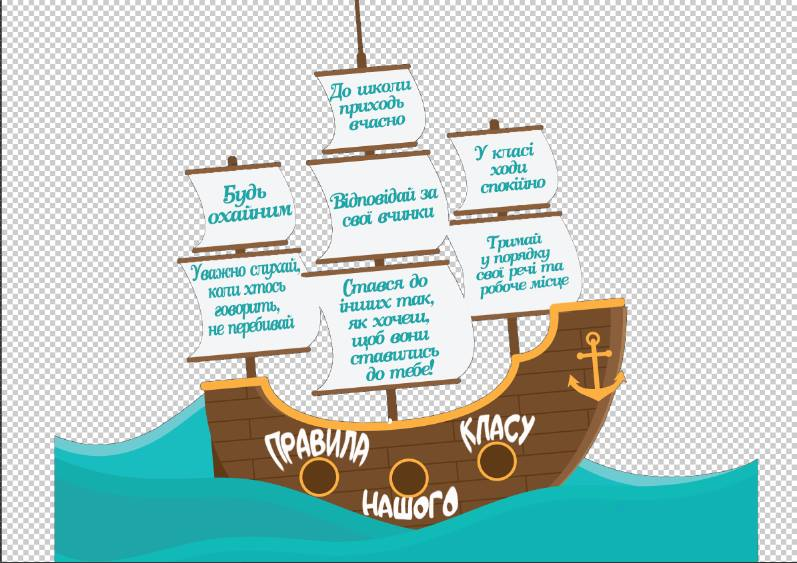 До школи
приходь
вчасно
У класі
ходи
спокійно
Будь
охайним
Відповідай за
свої вчинки
Тримай
у порядку
свої речі та
робоче місце
Уважно слухай,
коли хтось
говорить,
не перебивай
Стався до
інших так,
як хочеш,
щоб вони
ставились
до тебе!
ПРАВИЛА
НАШОГО
КЛАСУ